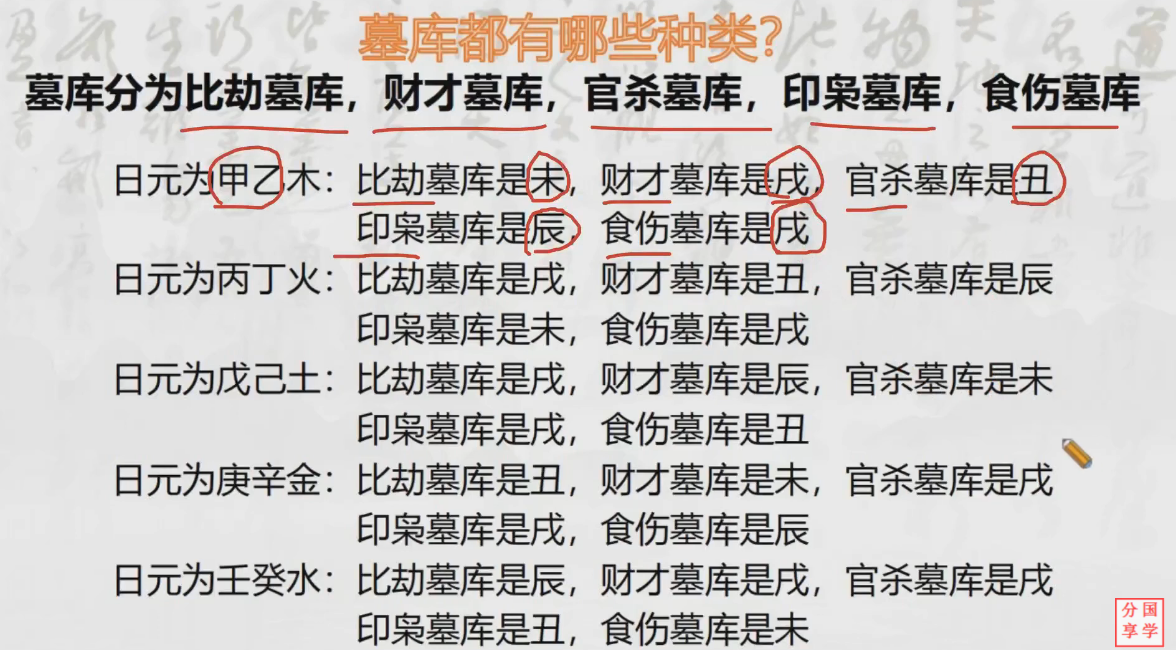 墓库都有哪些种类?
墓库分为比劫墓库，财才墓库，官杀墓库，印枭墓库，食伤墓库
日元为甲乙木：比劫墓库是未，财才墓库是戌，官杀墓库是丑
印枭墓库是辰，食伤墓库是戌
日元为丙丁火：比劫墓库是戌，财才墓库是丑，官杀墓库是辰
印枭墓库是未，食伤墓库是戌
日元为戊己土：比劫墓库是戌，财才墓库是辰，官杀墓库是未
印枭墓库是戌，食伤墓库是丑
日元为庚辛金：比劫墓库是丑，财才墓库是未，官杀墓库是戌
印枭墓库是戌，食伤墓库是辰
日元为壬癸水：比劫墓库是辰，财才墓库是戌，官杀墓库是戌
印枭墓库是丑，食伤墓库是未
分国
享学